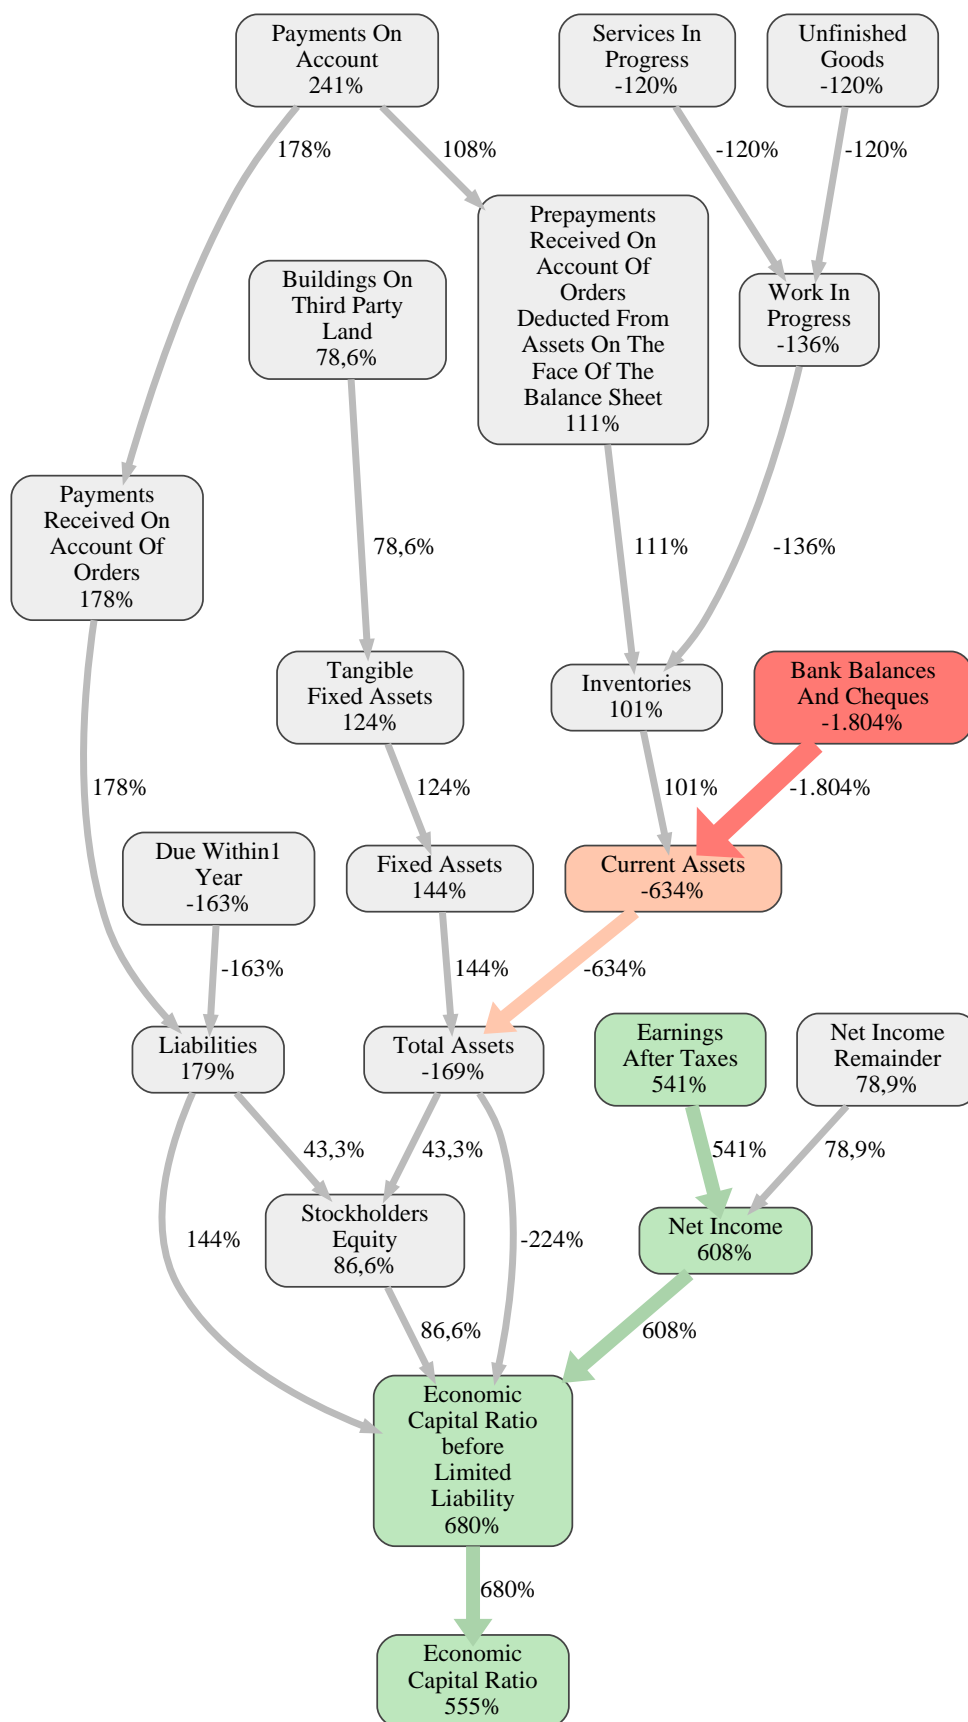 Payments On
Account
241%
Services In
Progress
-120%
Unfinished
Goods
-120%
178%
108%
-120%
-120%
Prepayments
Received On
Account Of
Orders
Deducted From
Assets On The
Face Of The
Balance Sheet
111%
Buildings On
Third Party
Land
78,6%
Work In
Progress
-136%
Payments
Received On
Account Of
Orders
178%
78,6%
111%
-136%
Tangible
Fixed Assets
124%
Inventories
101%
Bank Balances
And Cheques
-1.804%
178%
124%
101%
-1.804%
Due Within1
Year
-163%
Fixed Assets
144%
Current Assets
-634%
-163%
144%
-634%
Liabilities
179%
Total Assets
-169%
Earnings
After Taxes
541%
Net Income
Remainder
78,9%
43,3%
43,3%
541%
78,9%
Stockholders
Equity
86,6%
144%
-224%
Net Income
608%
86,6%
608%
Economic
Capital Ratio
before
Limited
Liability
680%
680%
Economic
Capital Ratio
555%